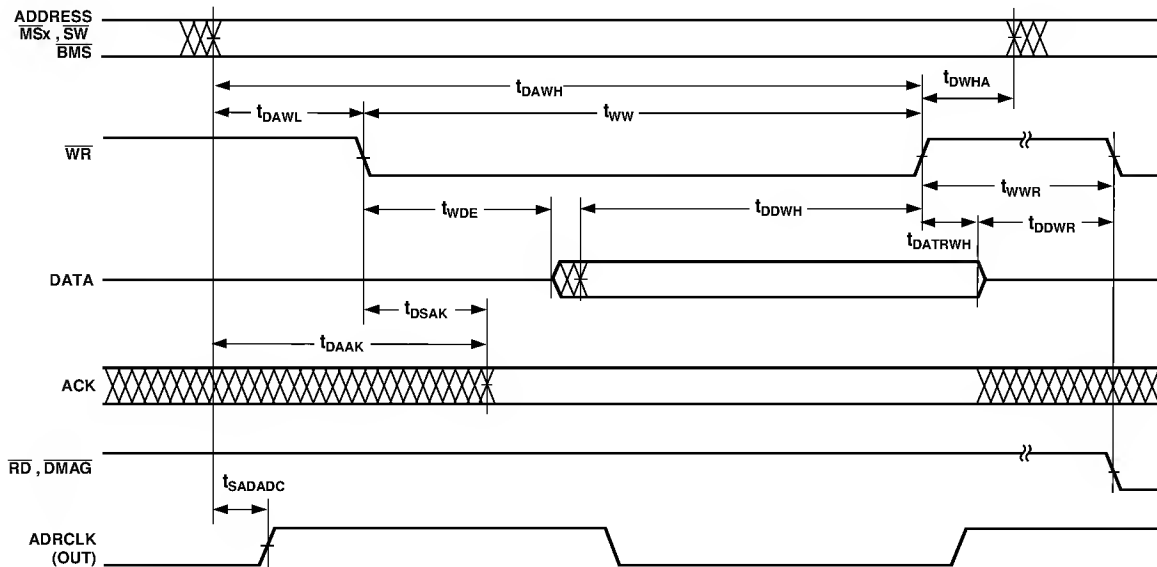 ADDRESS
MSx , SW
BMS
tDWHA
tDAWH
tDAWL
tWW
WR
tWWR
tWDE
tDDWH
tDATRWH
tDDWR
DATA
tDSAK
tDAAK
ACK
RD , DMAG
tSADADC
ADRCLK
(OUT)